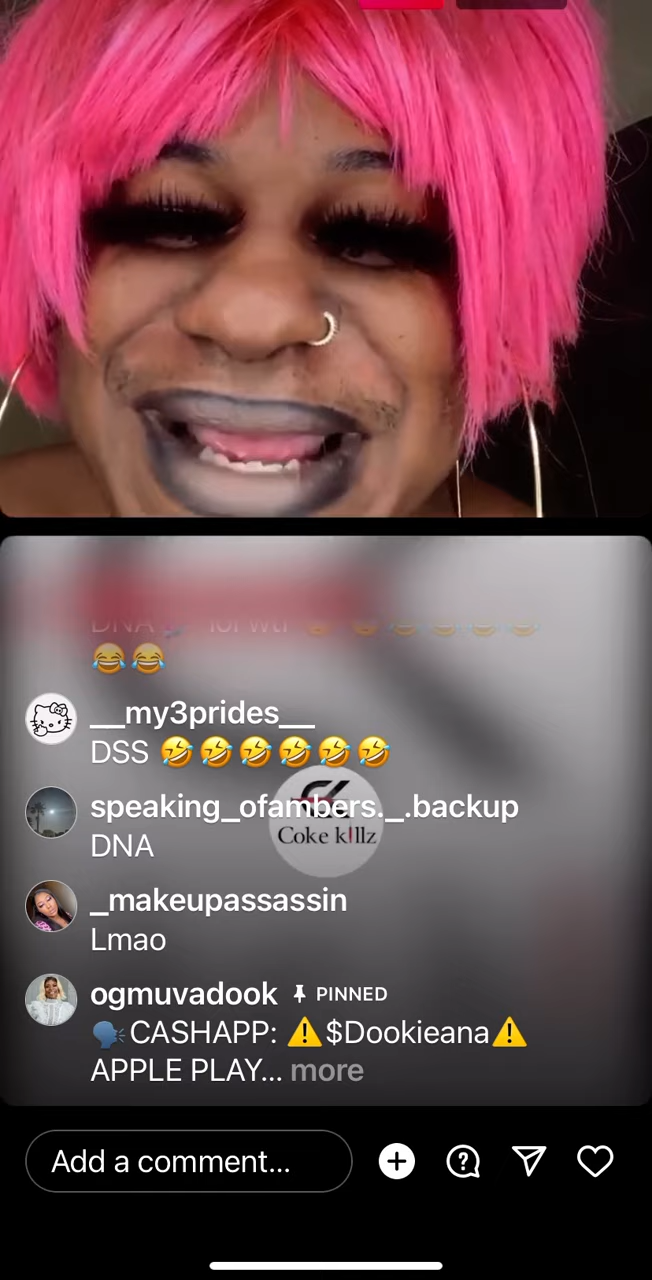 😂😂
__my3prides__
DSS 🤣🤣🤣🤣🤣🤣
speaking_ofambers._.backup
Coke k!llz
DNA
_makeupassassin
Lmao
ogmuvadook PINNED
🗣️CASHAPP: ⚠️$Dookieana⚠️
APPLE PLAY... more
Add a comment...